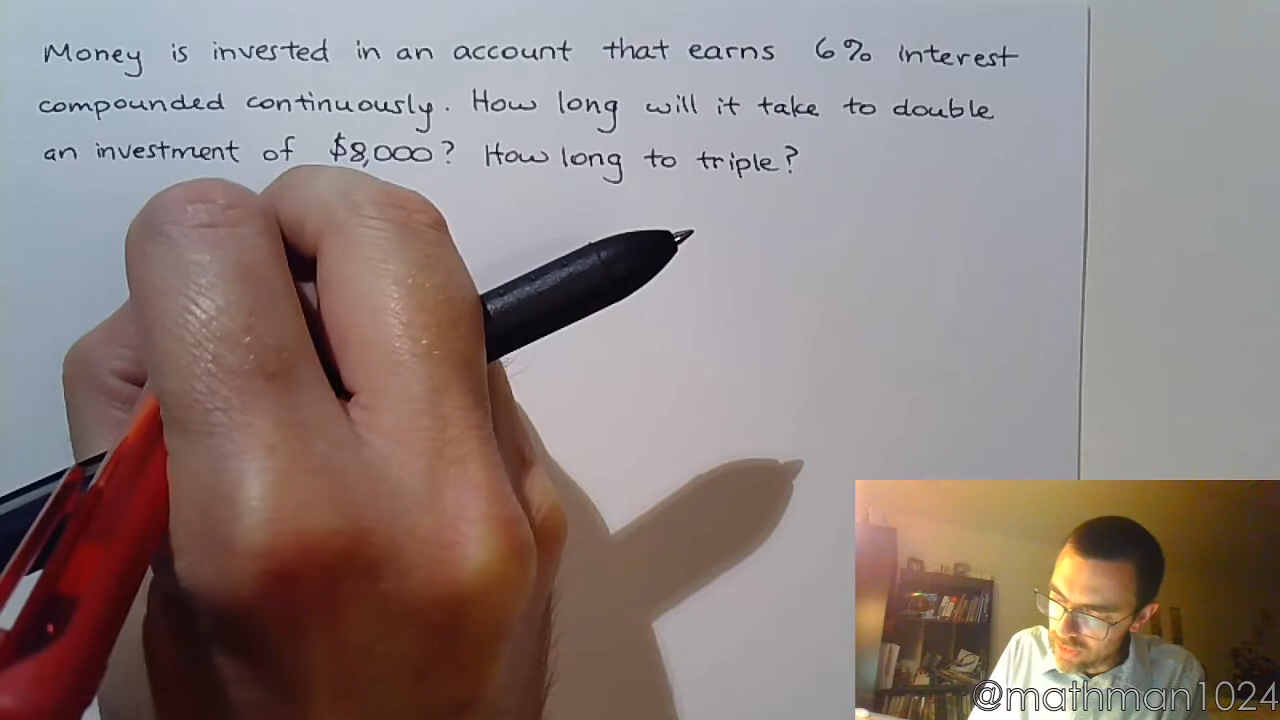 Money is invested in an account that earns 6% interest
compounded continuously. How long will it take to double
an investment of $8,000? How long to triple?
@mathman1024